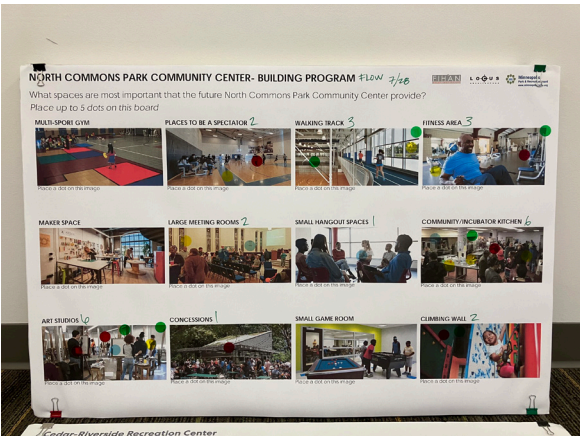 NORTH COMMONS PARK COMMUNITY CENTER- BUILDING PROGRAM FLOW 7/28
LOCUS
Minneapolis
What spaces are most important that the future North Commons Park Community Center provide?
Place up to 5 dots on this board
MULTI-SPORT GYM
PLACES TO BE A SPECTATOR 2
WALKING TRACK 3
FITNESS AREA 3
Place a dot on this image
Place a dot on this image
Place a dot on this image
Place a dot on this image
MAKER SPACE
LARGE MEETING ROOMS 2
SMALL HANGOUT SPACES 1
COMMUNITY/INCUBATOR KITCHEN 6
Place a dot on this image
Place a dot on this image
Place a dot on this image
Place a dot on this image
ART STUDIOS 6
CONCESSIONS 1
SMALL GAME ROOM
CLIMBING WALL 2
Place a dot on this image
Place a dot on this image
Place a dot on this image
Place a dot on this image
Cedar-Riverside Recreation Center